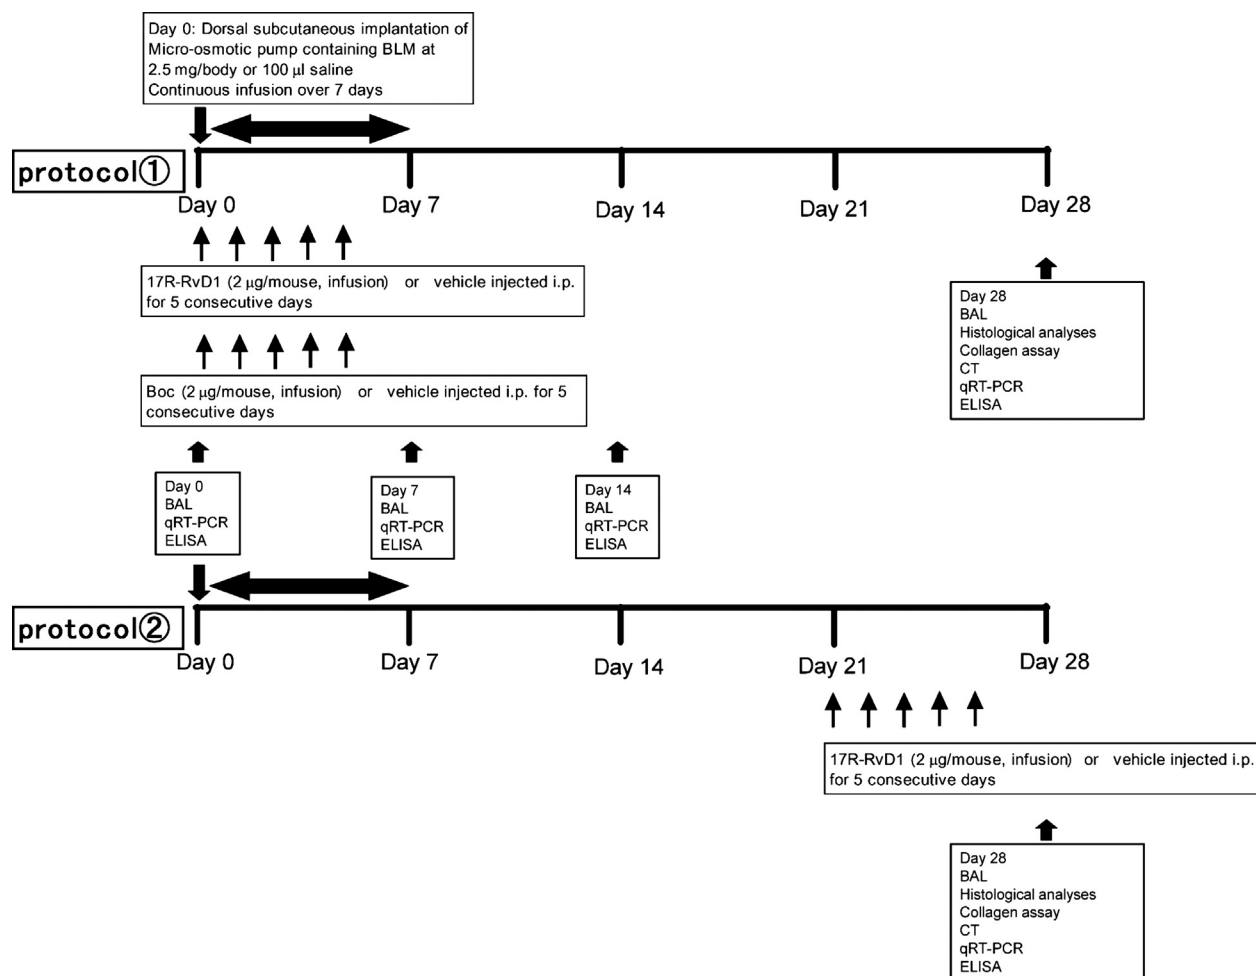 Day 0: Dorsal subcutaneous implantation of
Micro-osmotic pump containing BLM at
2.5 mg/body or 100 μl saline
Continuous infusion over 7 days
protocol①
Day 0
Day 7
Day 14
Day 21
Day 28
17R-RvD1 (2 μg/mouse, infusion) or vehicle injected i.p.
for 5 consecutive days
Boc (2 μg/mouse, infusion) or vehicle injected i.p. for 5
consecutive days
Day 28
BAL
Histological analyses
Collagen assay
CT
qRT-PCR
ELISA
Day 0
BAL
qRT-PCR
ELISA
Day 7
BAL
qRT-PCR
ELISA
Day 14
BAL
qRT-PCR
ELISA
protocol②
Day 0
Day 7
Day 14
Day 21
Day 28
17R-RvD1 (2 μg/mouse, infusion) or vehicle injected i.p.
for 5 consecutive days
Day 28
BAL
Histological analyses
Collagen assay
CT
qRT-PCR
ELISA